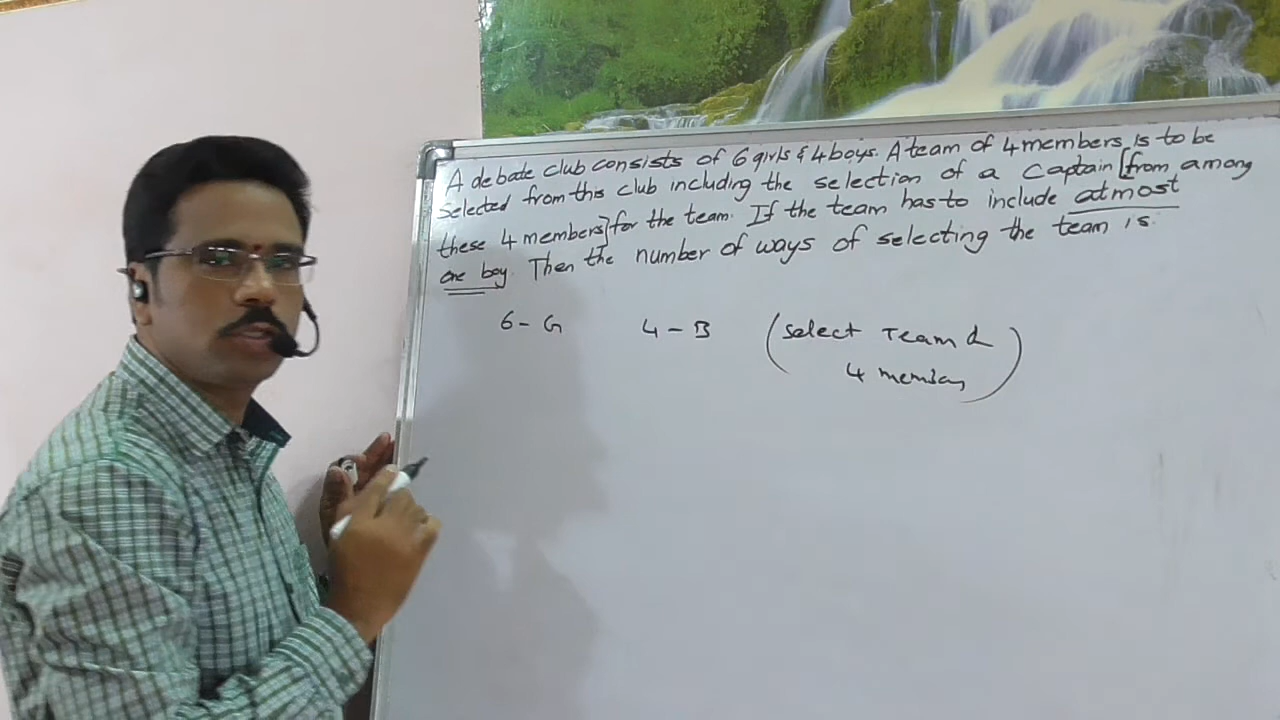 A debate club consists of 6 girls & 4 boys. A team of 4 members is to be
selected from this club including the selection of a captain [from among
these 4 members] for the team. If the team has to include atmost
one boy. Then the number of ways of selecting the team is:
6 - G 4 - B (select Team &
4 members)